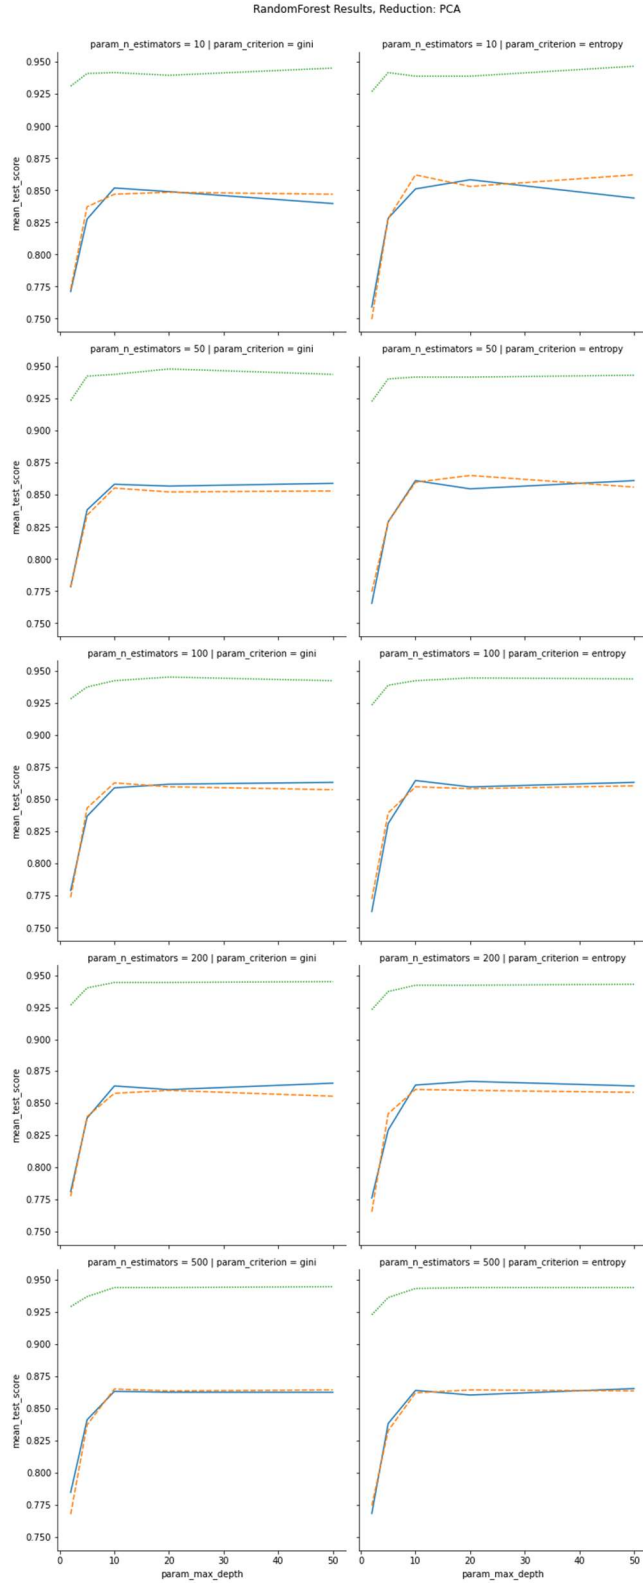 RandomForest Results, Reduction: PCA
param_n_estimators = 10 | param_criterion = gini
param_n_estimators = 10 | param_criterion = entropy
0.950
0.925
0.900
0.875
0.850
0.825
0.800
0.775
0.750
mean_test_score
param_n_estimators = 50 | param_criterion = gini
param_n_estimators = 50 | param_criterion = entropy
0.950
0.925
0.900
0.875
0.850
0.825
0.800
0.775
0.750
mean_test_score
param_n_estimators = 100 | param_criterion = gini
param_n_estimators = 100 | param_criterion = entropy
0.950
0.925
0.900
0.875
0.850
0.825
0.800
0.775
0.750
mean_test_score
param_n_estimators = 200 | param_criterion = gini
param_n_estimators = 200 | param_criterion = entropy
0.950
0.925
0.900
0.875
0.850
0.825
0.800
0.775
0.750
mean_test_score
param_n_estimators = 500 | param_criterion = gini
param_n_estimators = 500 | param_criterion = entropy
0.950
0.925
0.900
0.875
0.850
0.825
0.800
0.775
0.750
mean_test_score
0 10 20 30 40 50
0 10 20 30 40 50
param_max_depth
param_max_depth